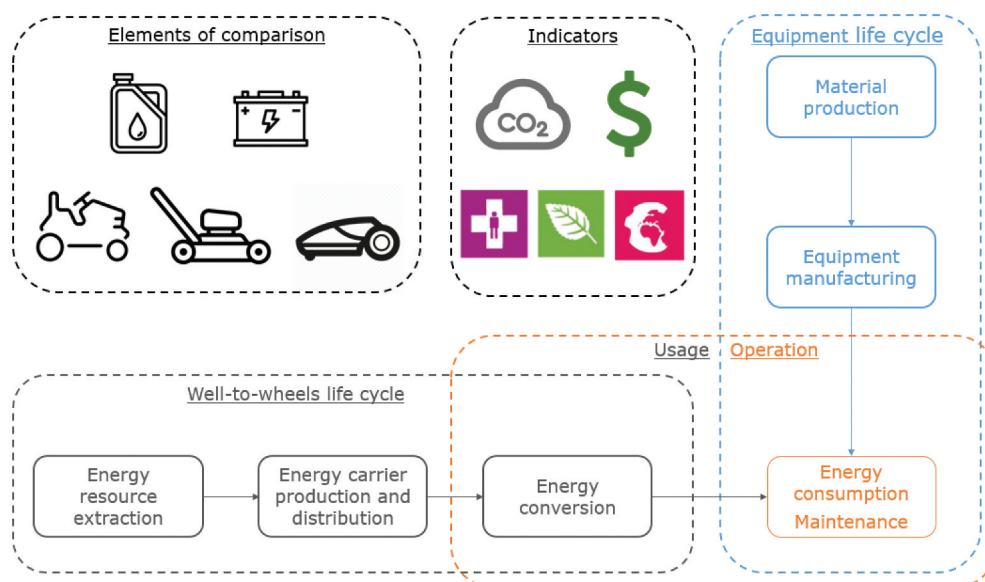 Elements of comparison
Indicators
CO2
$
Equipment life cycle
Material
production
Equipment
manufacturing
Usage Operation
Well-to-wheels life cycle
Energy
resource
extraction
Energy carrier
production and
distribution
Energy
conversion
Energy
consumption
Maintenance